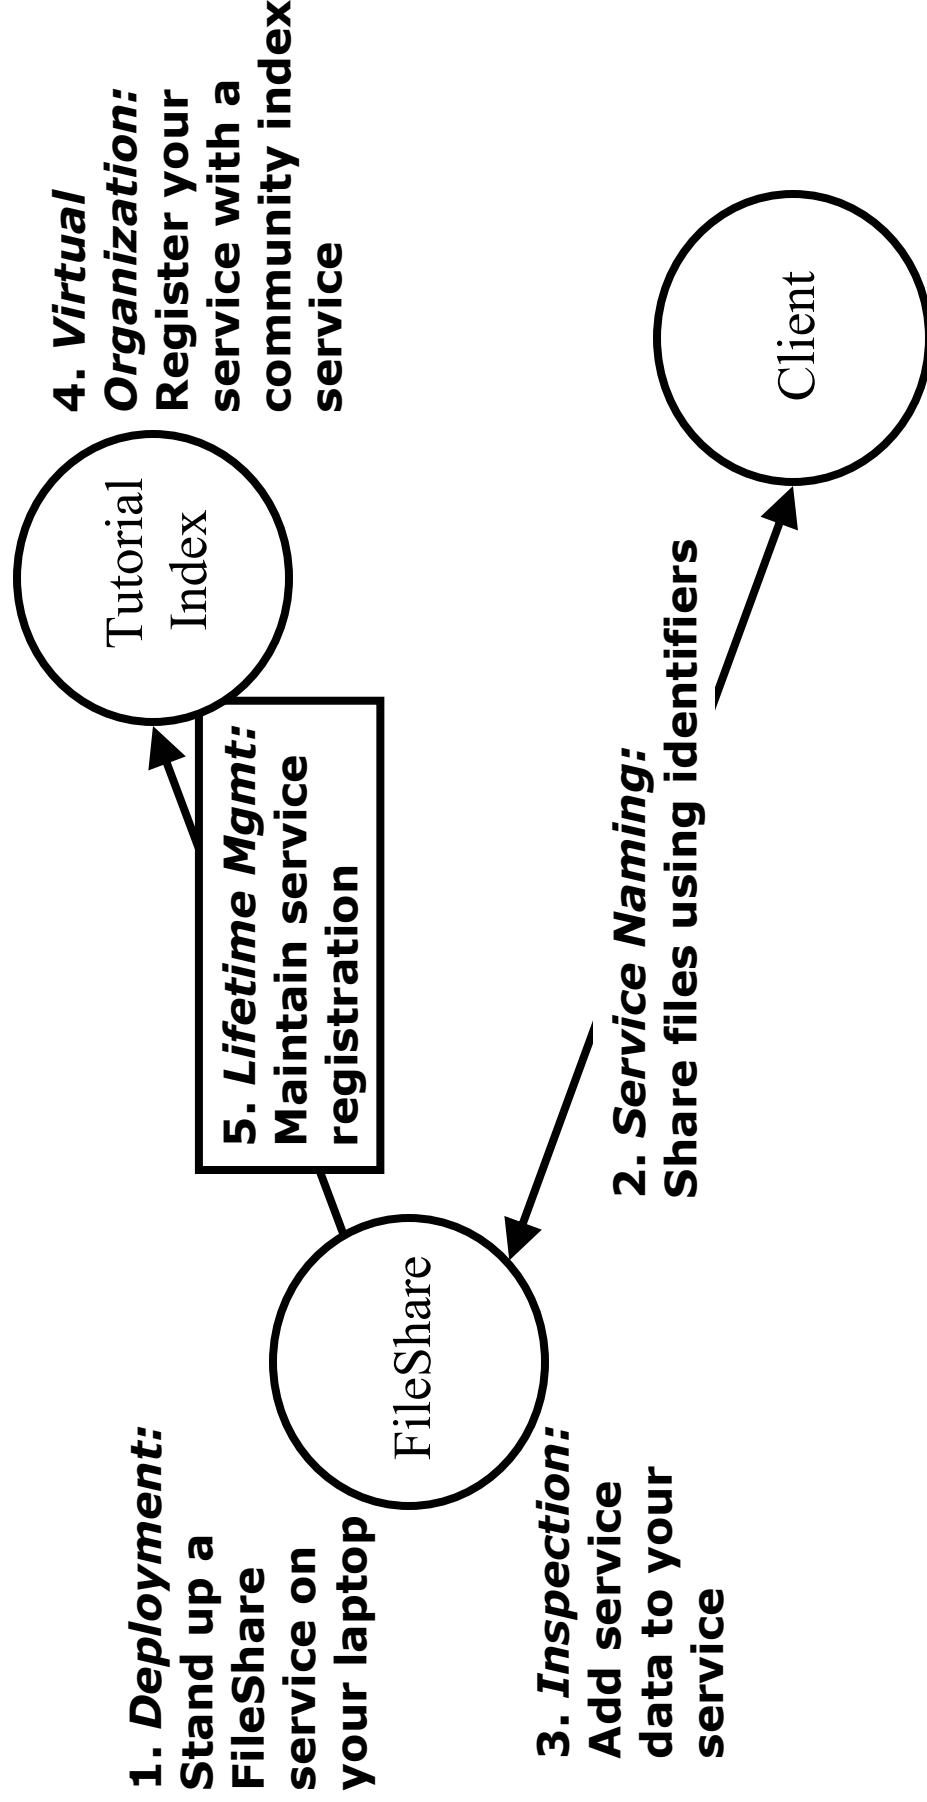 1. Deployment:
Stand up a
FileShare
service on
your laptop
3. Inspection:
Add service
data to your
service
FileShare
5. Lifetime Mgmt:
Maintain service
registration
2. Service Naming:
Share files using identifiers
Tutorial
Index
4. Virtual
Organization:
Register your
service with a
community index
service
Client